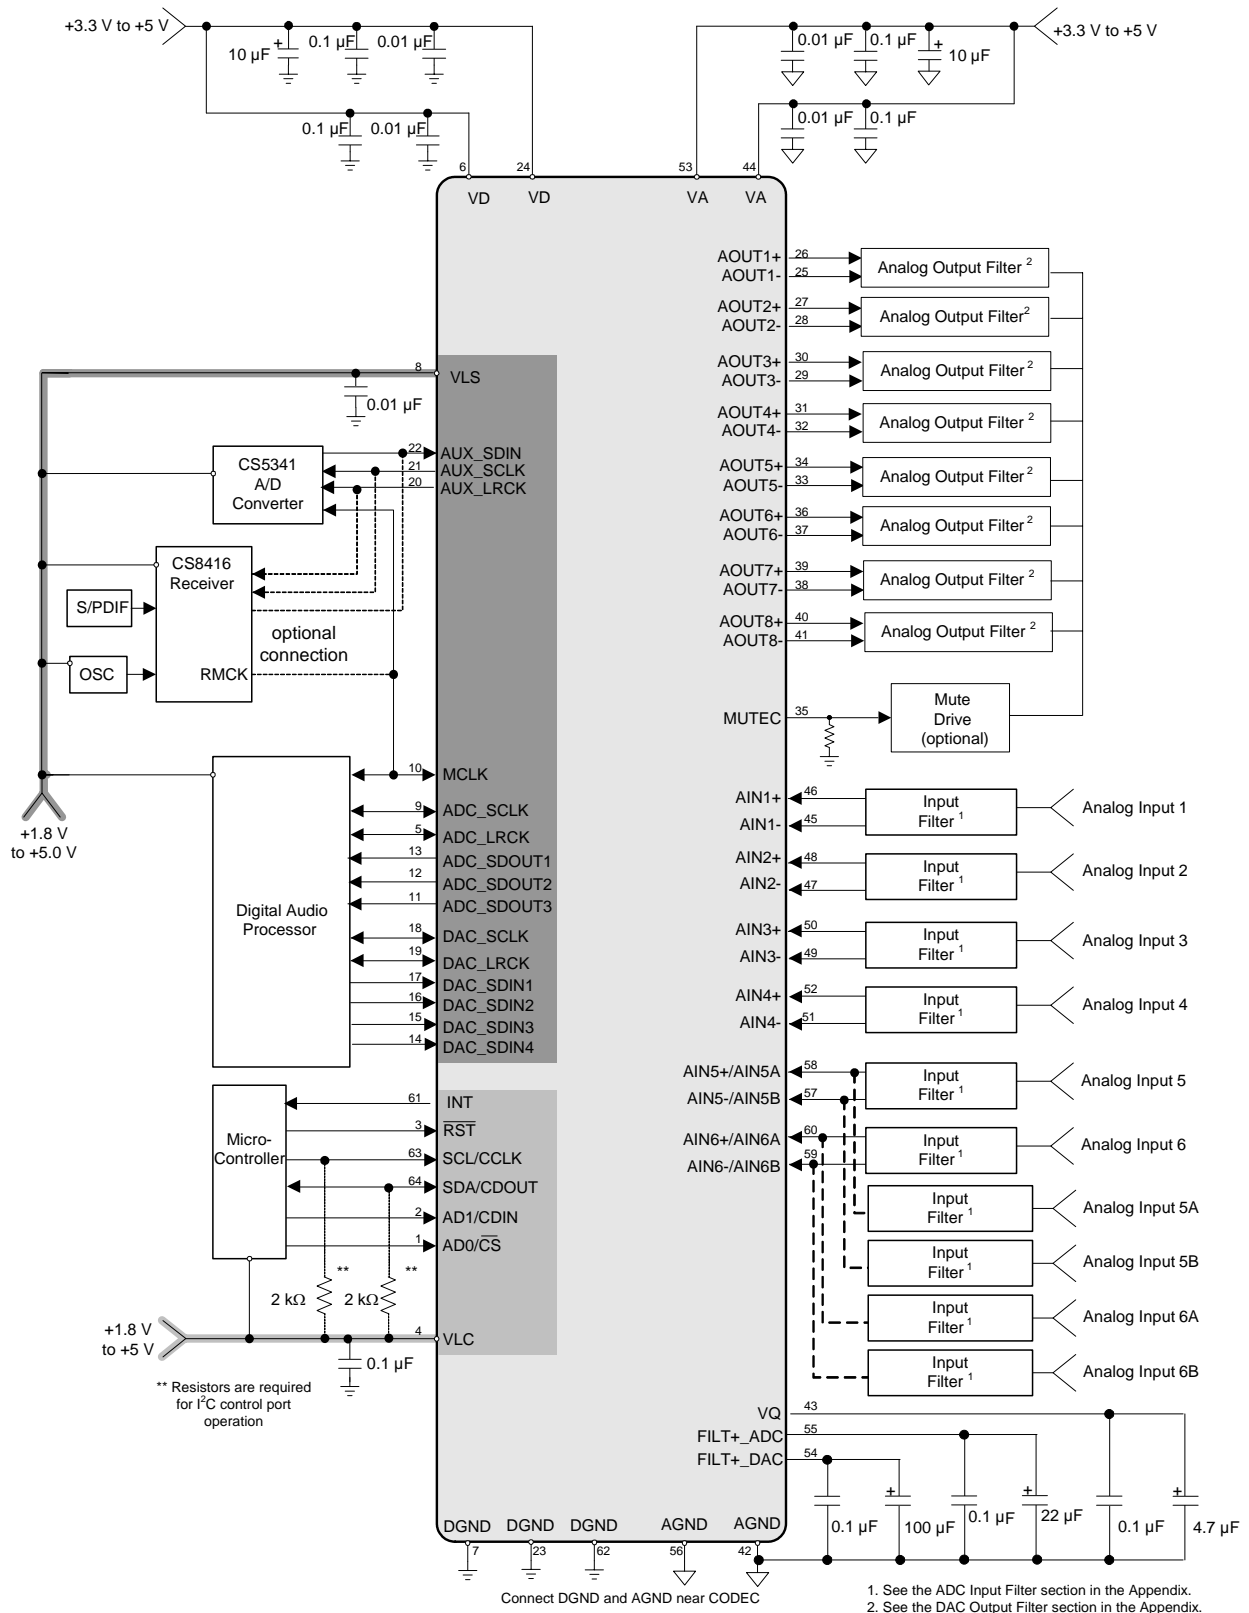 +3.3 V to +5 V
10 µF
+
0.1 µF
0.01 µF
0.1 µF
0.01 µF
0.01 µF
0.1 µF
+
10 µF
+3.3 V to +5 V
0.01 µF
0.1 µF
6
24
53
44
VD
VD
VA
VA
8
VLS
0.01 µF
CS5341
A/D
Converter
22
AUX_SDIN
21
AUX_SCLK
20
AUX_LRCK
CS8416
Receiver
S/PDIF
OSC
RMCK
optional
connection
+1.8 V
to +5.0 V
Digital Audio
Processor
10
MCLK
9
ADC_SCLK
5
ADC_LRCK
13
ADC_SDOUT1
12
ADC_SDOUT2
11
ADC_SDOUT3
18
DAC_SCLK
19
DAC_LRCK
17
DAC_SDIN1
16
DAC_SDIN2
15
DAC_SDIN3
14
DAC_SDIN4
Micro-
Controller
61
INT
3
RST
63
SCL/CCLK
64
SDA/CDOUT
2
AD1/CDIN
1
AD0/CS
**
**
2 kΩ
2 kΩ
+1.8 V
to +5 V
4
VLC
0.1 µF
** Resistors are required
for I2C control port
operation
AOUT1+
26
AOUT1-
25
Analog Output Filter 2
AOUT2+
27
AOUT2-
28
Analog Output Filter2
AOUT3+
30
AOUT3-
29
Analog Output Filter 2
AOUT4+
31
AOUT4-
32
Analog Output Filter 2
AOUT5+
34
AOUT5-
33
Analog Output Filter 2
AOUT6+
36
AOUT6-
37
Analog Output Filter 2
AOUT7+
39
AOUT7-
38
Analog Output Filter 2
AOUT8+
40
AOUT8-
41
Analog Output Filter 2
MUTEC
35
Mute
Drive
(optional)
AIN1+
46
AIN1-
45
Input
Filter 1
Analog Input 1
AIN2+
48
AIN2-
47
Input
Filter 1
Analog Input 2
AIN3+
50
AIN3-
49
Input
Filter 1
Analog Input 3
AIN4+
52
AIN4-
51
Input
Filter 1
Analog Input 4
AIN5+/AIN5A
58
AIN5-/AIN5B
57
Input
Filter 1
Analog Input 5
AIN6+/AIN6A
60
AIN6-/AIN6B
59
Input
Filter 1
Analog Input 6
Input
Filter 1
Analog Input 5A
Input
Filter 1
Analog Input 5B
Input
Filter 1
Analog Input 6A
Input
Filter 1
Analog Input 6B
VQ
43
FILT+_ADC
55
FILT+_DAC
54
0.1 µF
+
100 µF
0.1 µF
+
22 µF
0.1 µF
+
4.7 µF
DGND
DGND
DGND
AGND
AGND
7
23
62
56
42
Connect DGND and AGND near CODEC
1. See the ADC Input Filter section in the Appendix.
2. See the DAC Output Filter section in the Appendix.